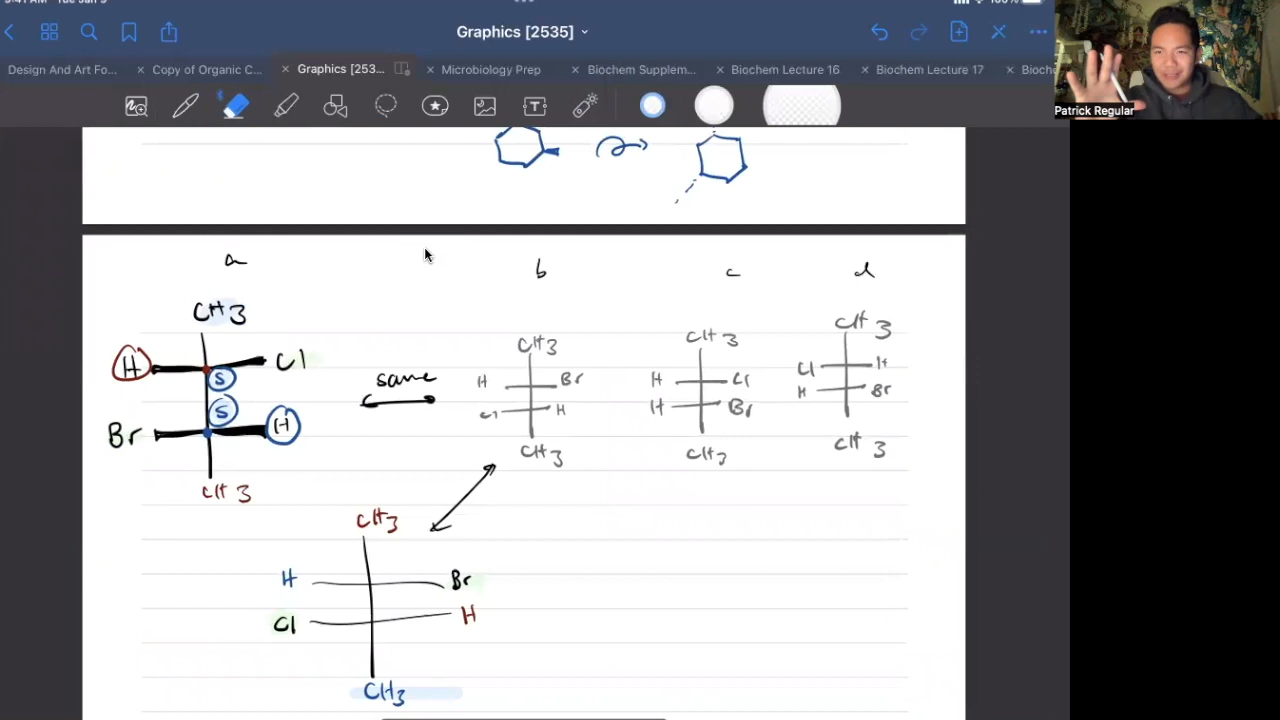 Graphics [2535]
100%
Design And Art Fo...
Copy of Organic C...
Graphics [253...
Microbiology Prep
Biochem Supplem...
Biochem Lecture 16
Biochem Lecture 17
Patrick Regular
a
b
c
d
CH3
H
Cl
S
S
Br
H
CH3
same
CH3
H
Br
Cl
H
CH3
CH3
H
Cl
H
Br
CH3
CH3
Cl
H
H
Br
CH3
CH3
H
Br
Cl
H
CH3